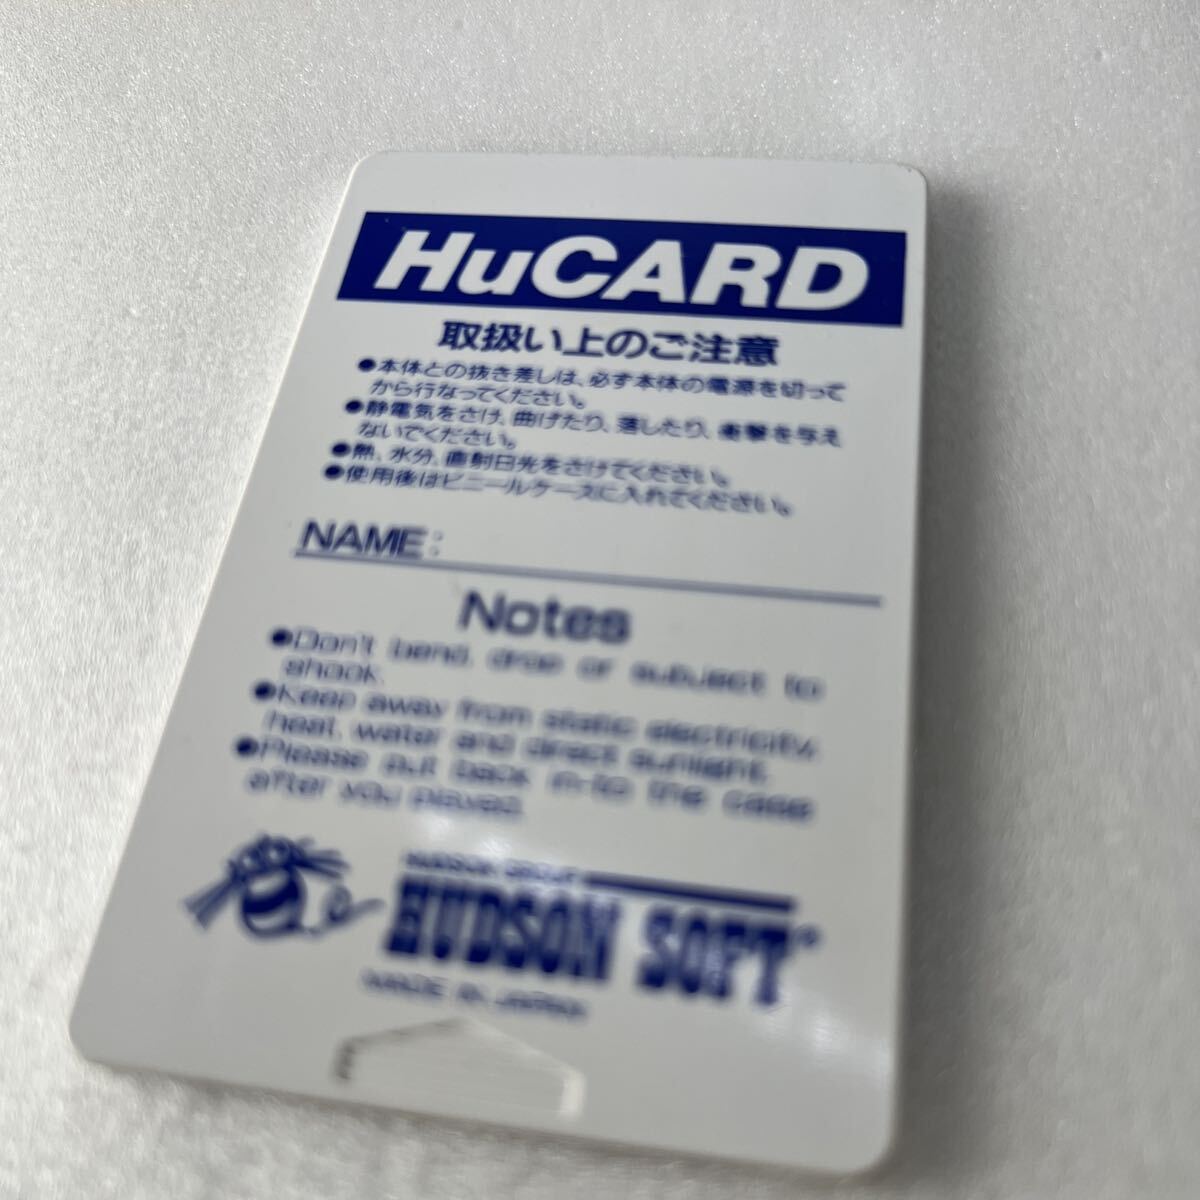 HuCARD
取扱い上のご注意
●本体との抜き差しは、必ず本体の電源を切って
から行なってください。
●静電気をさけ、曲げたり、落したり、衝撃を与え
ないでください。
●熱、水分、直射日光をさけてください。
●使用後はビニールケースに入れてください。
NAME:
Notes
●Don't bend, drop or subject to
shook.
●Keep away from static electricity,
heat, water and direct sunlight.
●Please put back in-to the case
after you played.
HUDSON GROUP
HUDSON SOFT®
MADE IN JAPAN